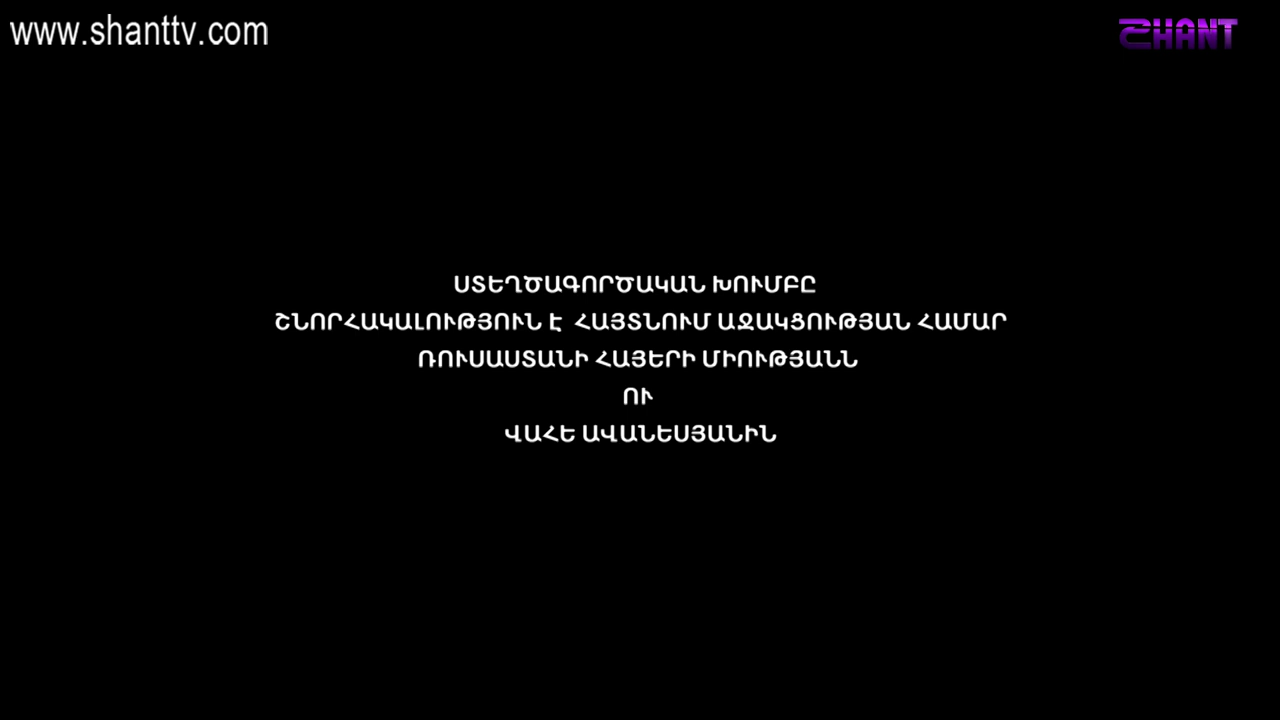 www.shanttv.com
SHANT
ՍՏԵՂԾԱԳՈՐԾԱԿԱՆ ԽՈՒՄԲԸ
ՇՆՈՐՀԱԿԱԼՈՒԹՅՈՒՆ Է ՀԱՅՏՆՈՒՄ ԱՋԱԿՑՈՒԹՅԱՆ ՀԱՄԱՐ
ՌՈՒՍԱՍՏԱՆԻ ՀԱՅԵՐԻ ՄԻՈՒԹՅԱՆՆ
ՈՒ
ՎԱՀԵ ԱՎԱՆԵՍՅԱՆԻՆ